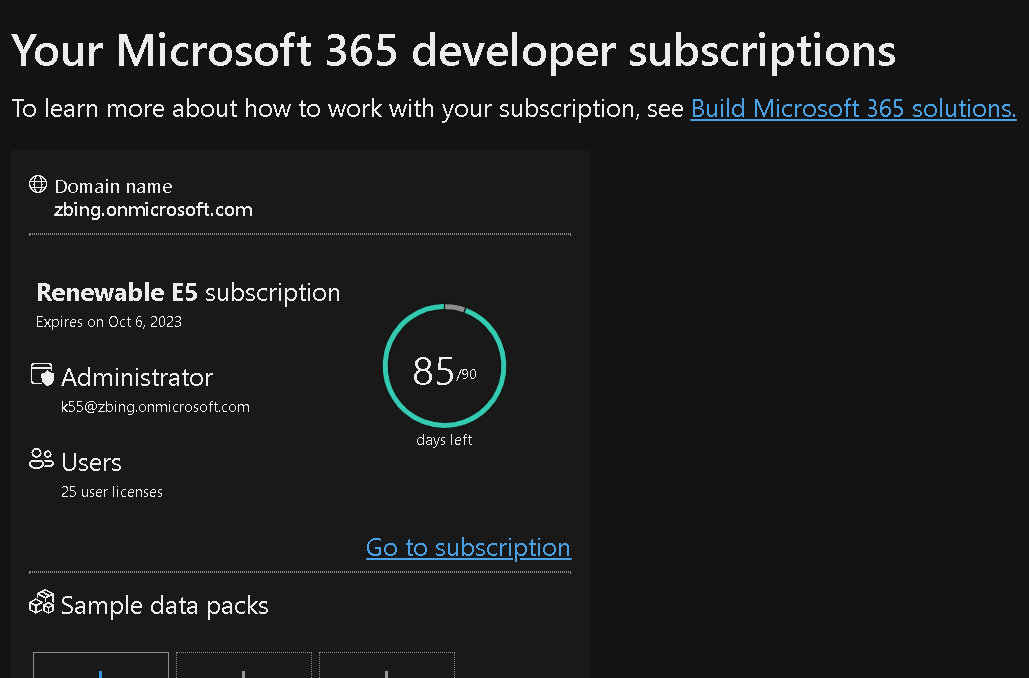 Your Microsoft 365 developer subscriptions
To learn more about how to work with your subscription, see Build Microsoft 365 solutions.
Domain name
zbing.onmicrosoft.com
Renewable E5 subscription
Expires on Oct 6, 2023
85/90
days left
Administrator
k55@zbing.onmicrosoft.com
Users
25 user licenses
Go to subscription
Sample data packs